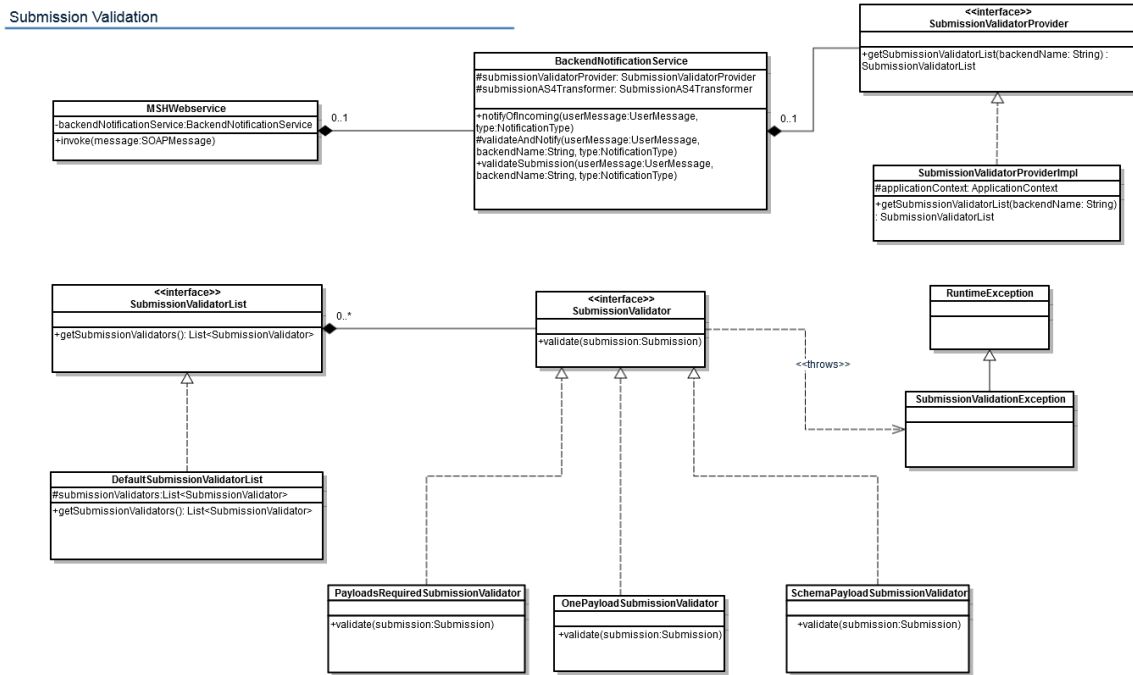 Submission Validation
<<interface>>
SubmissionValidatorProvider
+getSubmissionValidatorList(backendName: String) :
SubmissionValidatorList
BackendNotificationService
#submissionValidatorProvider: SubmissionValidatorProvider
#submissionAS4Transformer: SubmissionAS4Transformer
+notifyOfIncoming(userMessage:UserMessage,
type:NotificationType)
#validateAndNotify(userMessage:UserMessage,
backendName:String, type:NotificationType)
+validateSubmission(userMessage:UserMessage,
backendName:String, type:NotificationType)
MSHWebservice
-backendNotificationService:BackendNotificationService
+invoke(message:SOAPMessage)
0..1
0..1
SubmissionValidatorProviderImpl
#applicationContext: ApplicationContext
+getSubmissionValidatorList(backendName: String)
: SubmissionValidatorList
<<interface>>
SubmissionValidatorList
+getSubmissionValidators(): List<SubmissionValidator>
0..*
<<interface>>
SubmissionValidator
+validate(submission:Submission)
RuntimeException
<<throws>>
SubmissionValidationException
DefaultSubmissionValidatorList
#submissionValidators:List<SubmissionValidator>
+getSubmissionValidators(): List<SubmissionValidator>
PayloadsRequiredSubmissionValidator
+validate(submission:Submission)
OnePayloadSubmissionValidator
+validate(submission:Submission)
SchemaPayloadSubmissionValidator
+validate(submission:Submission)